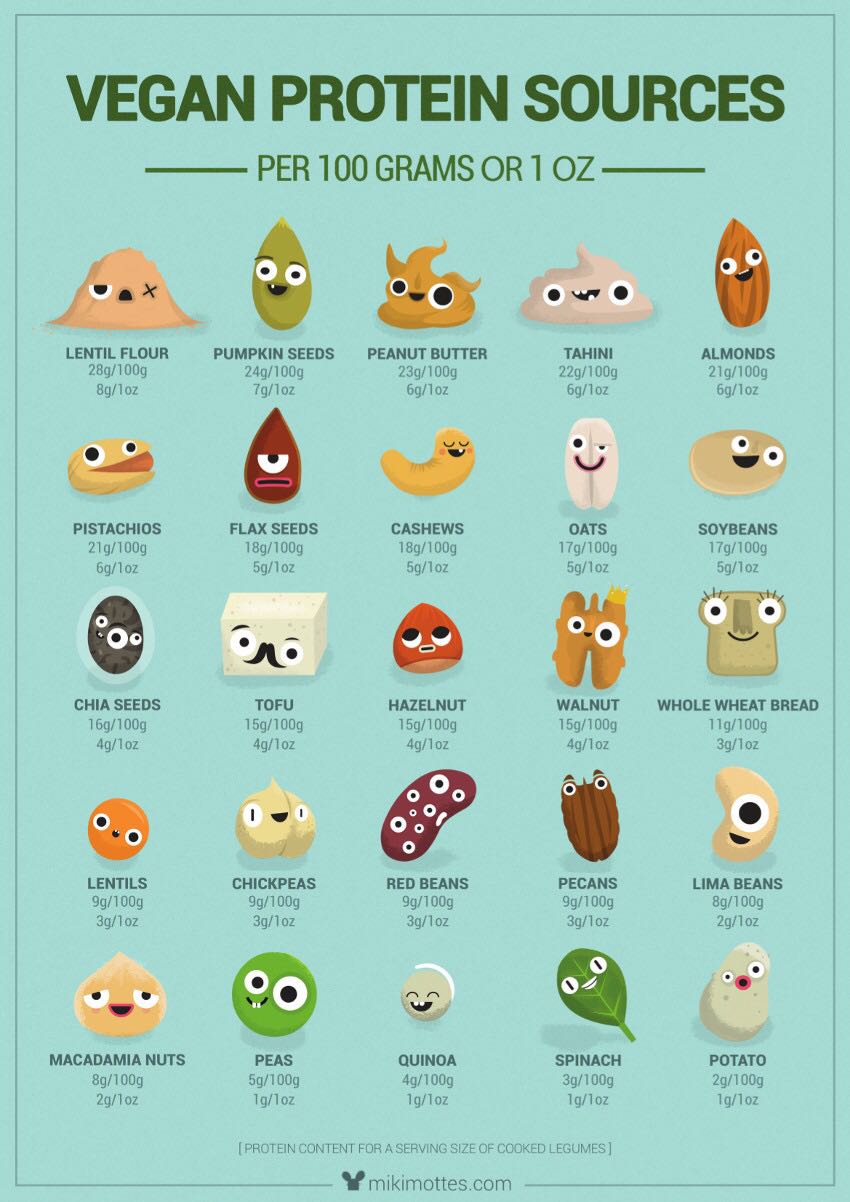 VEGAN PROTEIN SOURCES
PER 100 GRAMS OR 1 OZ
LENTIL FLOUR
28g/100g
8g/1oz
PUMPKIN SEEDS
24g/100g
7g/1oz
PEANUT BUTTER
23g/100g
6g/1oz
TAHINI
22g/100g
6g/1oz
ALMONDS
21g/100g
6g/1oz
PISTACHIOS
21g/100g
6g/1oz
FLAX SEEDS
18g/100g
5g/1oz
CASHEWS
18g/100g
5g/1oz
OATS
17g/100g
5g/1oz
SOYBEANS
17g/100g
5g/1oz
CHIA SEEDS
16g/100g
4g/1oz
TOFU
15g/100g
4g/1oz
HAZELNUT
15g/100g
4g/1oz
WALNUT
15g/100g
4g/1oz
WHOLE WHEAT BREAD
11g/100g
3g/1oz
LENTILS
9g/100g
3g/1oz
CHICKPEAS
9g/100g
3g/1oz
RED BEANS
9g/100g
3g/1oz
PECANS
9g/100g
3g/1oz
LIMA BEANS
8g/100g
2g/1oz
MACADAMIA NUTS
8g/100g
2g/1oz
PEAS
5g/100g
1g/1oz
QUINOA
4g/100g
1g/1oz
SPINACH
3g/100g
1g/1oz
POTATO
2g/100g
1g/1oz
[ PROTEIN CONTENT FOR A SERVING SIZE OF COOKED LEGUMES ]
mikimottes.com